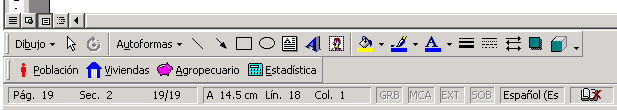 Dibujo Autoformas
Población Viviendas Agropecuario Estadística
Pág. 19 Sec. 2 19/19 A 14.5 cm Lín. 18 Col. 1 GRB MCA EXT SOB Español (Es